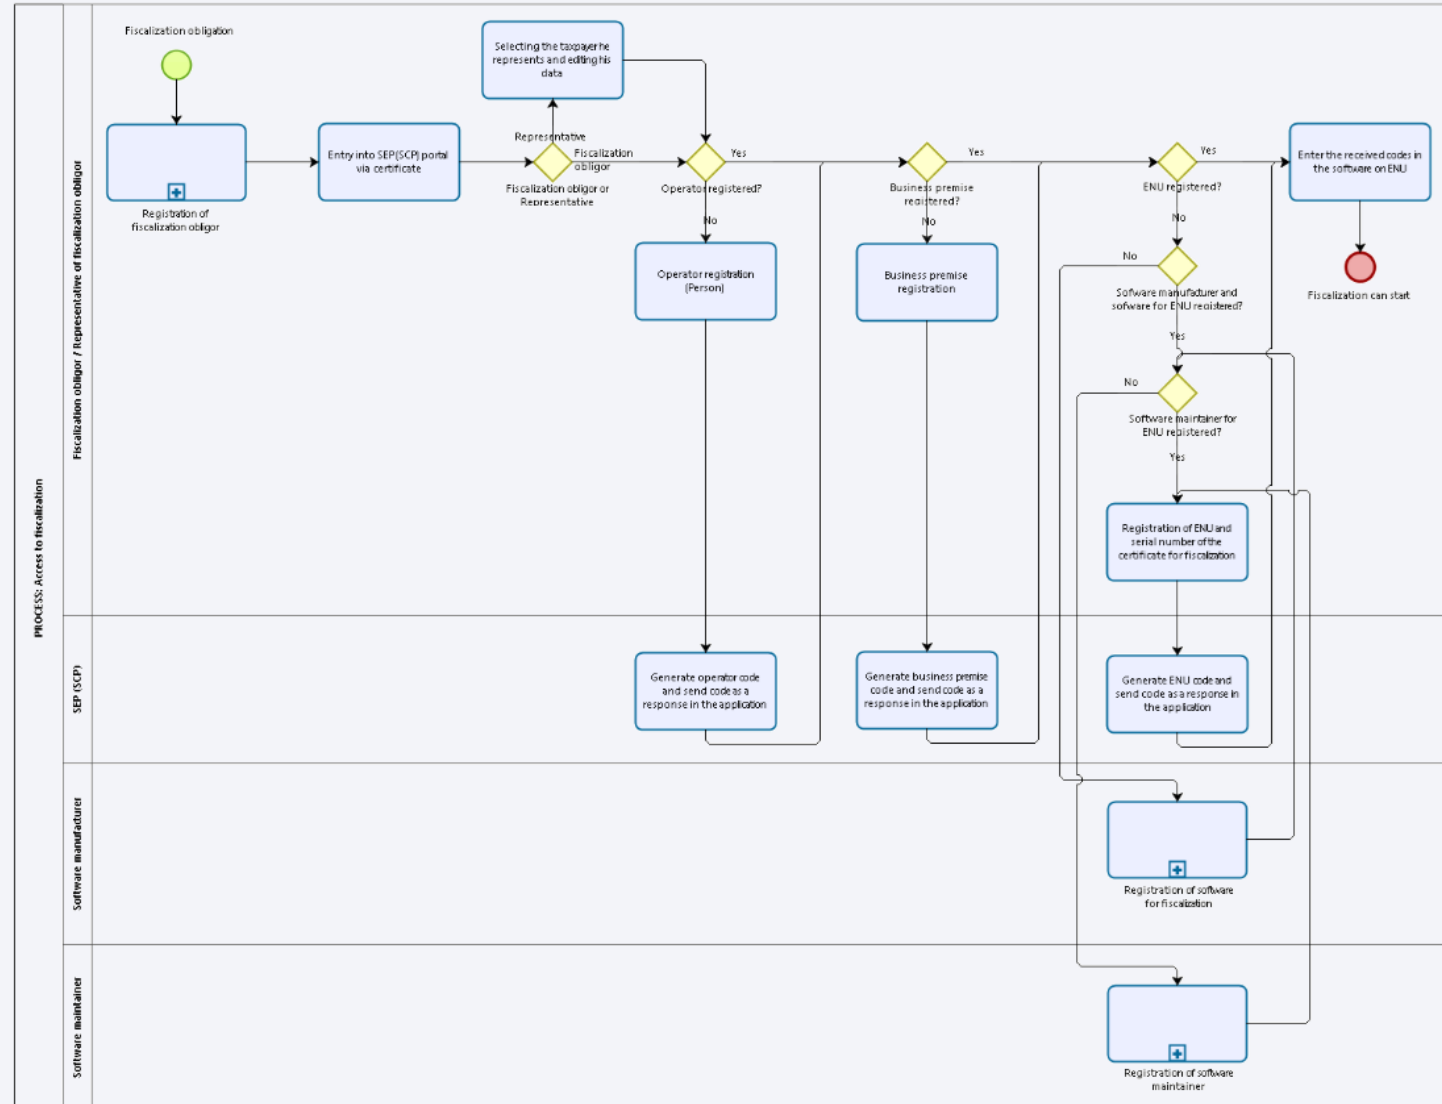 PROCESS: Access to fiscalization
Fiscalization obligor / Representative of fiscalization obligor
Fiscalization obligation
Registration of
fiscalization obligor
Entry into SEP(SCP) portal
via certificate
Selecting the taxpayer he
represents and editing his
data
Representative
Fiscalization
obligor
Fiscalization obligor or
Representative
Yes
Operator registered?
No
Operator registration
(Person)
Yes
Business premise
registered?
No
Business premise
registration
Yes
ENU registered?
No
Enter the received codes in
the software on ENU
Fiscalization can start
No
Sofware manufacturer and
sofware for ENU registered?
Yes
No
Software maintainer for
ENU registered?
Yes
Registration of ENU and
serial number of the
certificate for fiscalization
SEP (SCP)
Generate operator code
and send code as a
response in the application
Generate business premise
code and send code as a
response in the application
Generate ENU code and
send code as a response in
the application
Software manufacturer
Registration of software
for fiscalization
Software maintainer
Registration of software
maintainer